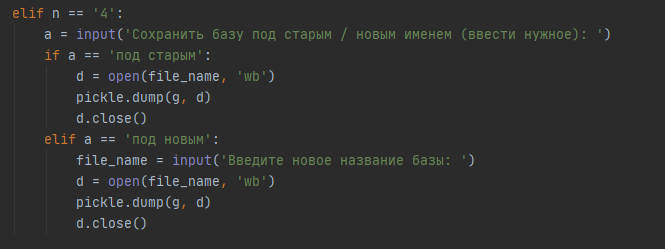 elif n == '4':
a = input('Сохранить базу под старым / новым именем (ввести нужное): ')
if a == 'под старым':
d = open(file_name, 'wb')
pickle.dump(g, d)
d.close()
elif a == 'под новым':
file_name = input('Введите новое название базы: ')
d = open(file_name, 'wb')
pickle.dump(g, d)
d.close()